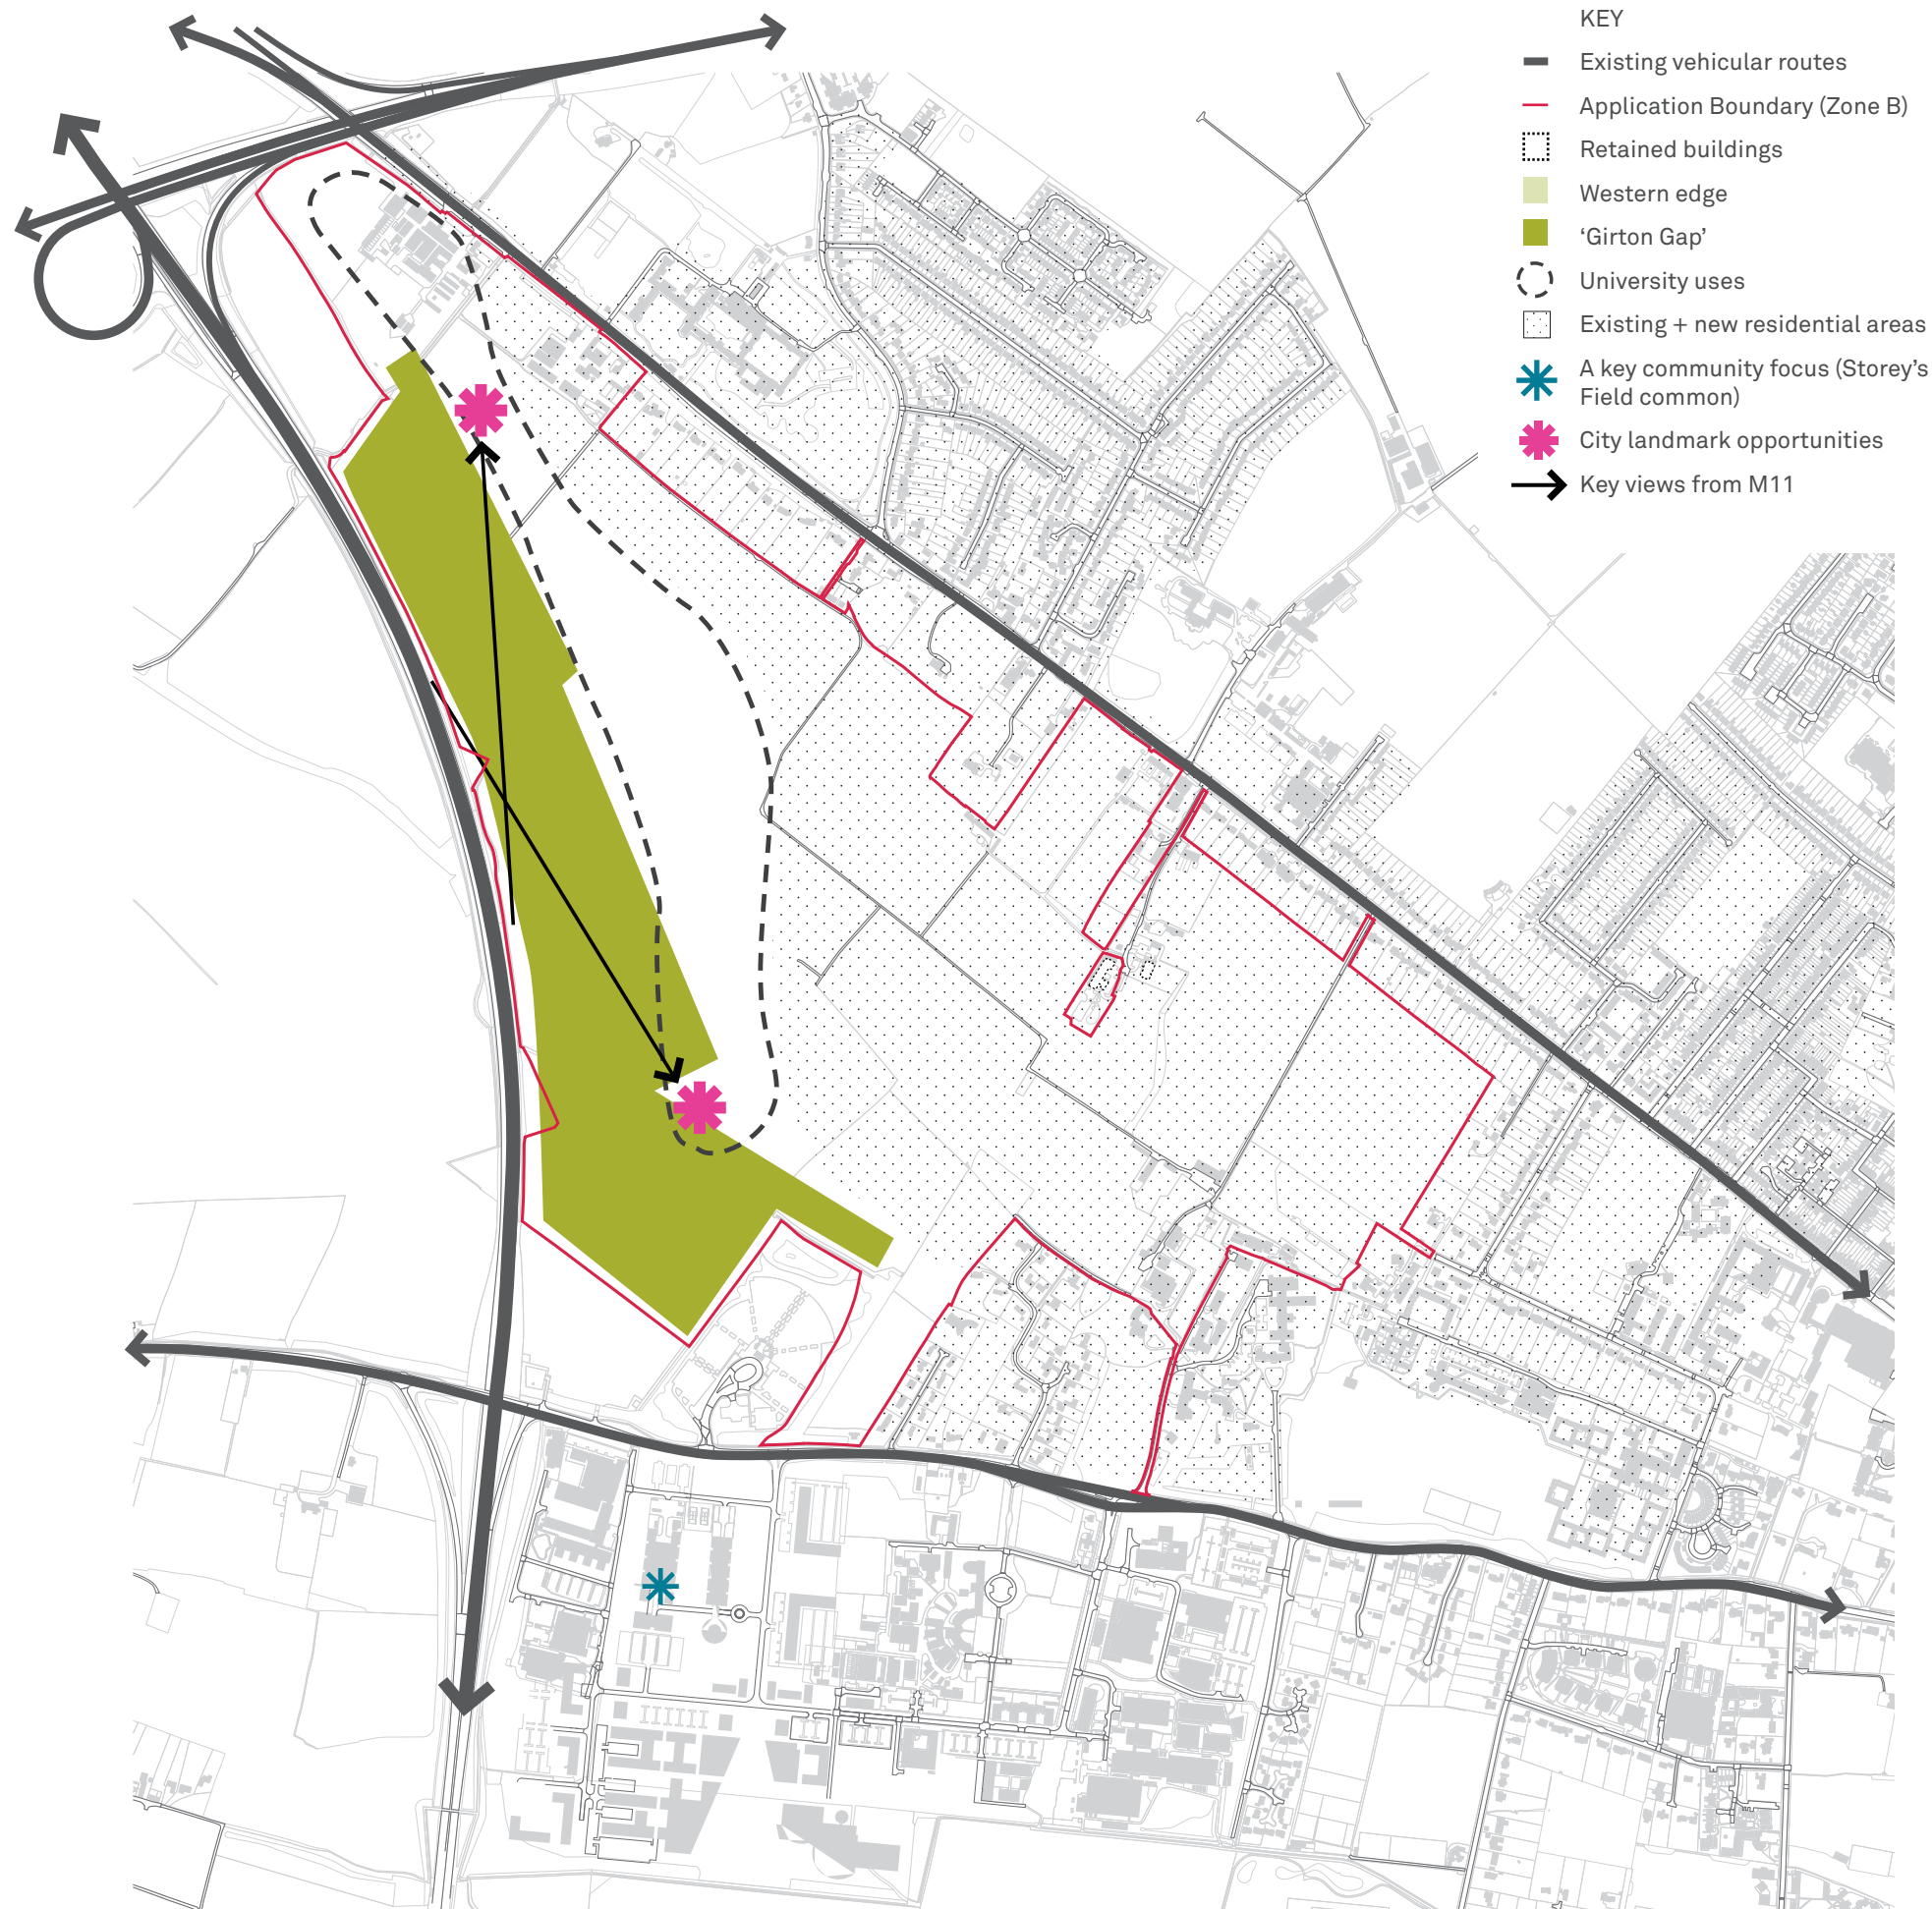 KEY
Existing vehicular routes
Application Boundary (Zone B)
Retained buildings
Western edge
‘Girton Gap’
University uses
Existing + new residential areas
A key community focus (Storey’s
Field common)
City landmark opportunities
Key views from M11